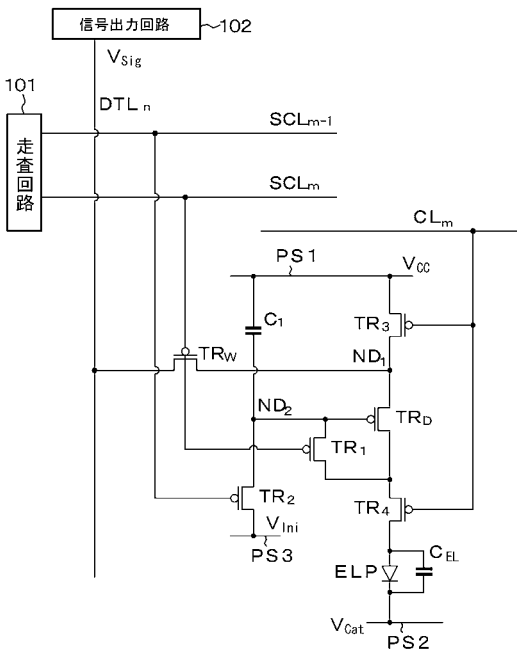 信号出力回路
102
VSig
101
DTL n
走査回路
SCLm-1
SCLm
CLm
PS1
VCC
C1
TR3
TRW
ND1
ND2
TRD
TR1
TR2
TR4
VIni
PS3
CEL
ELP
VCat
PS2